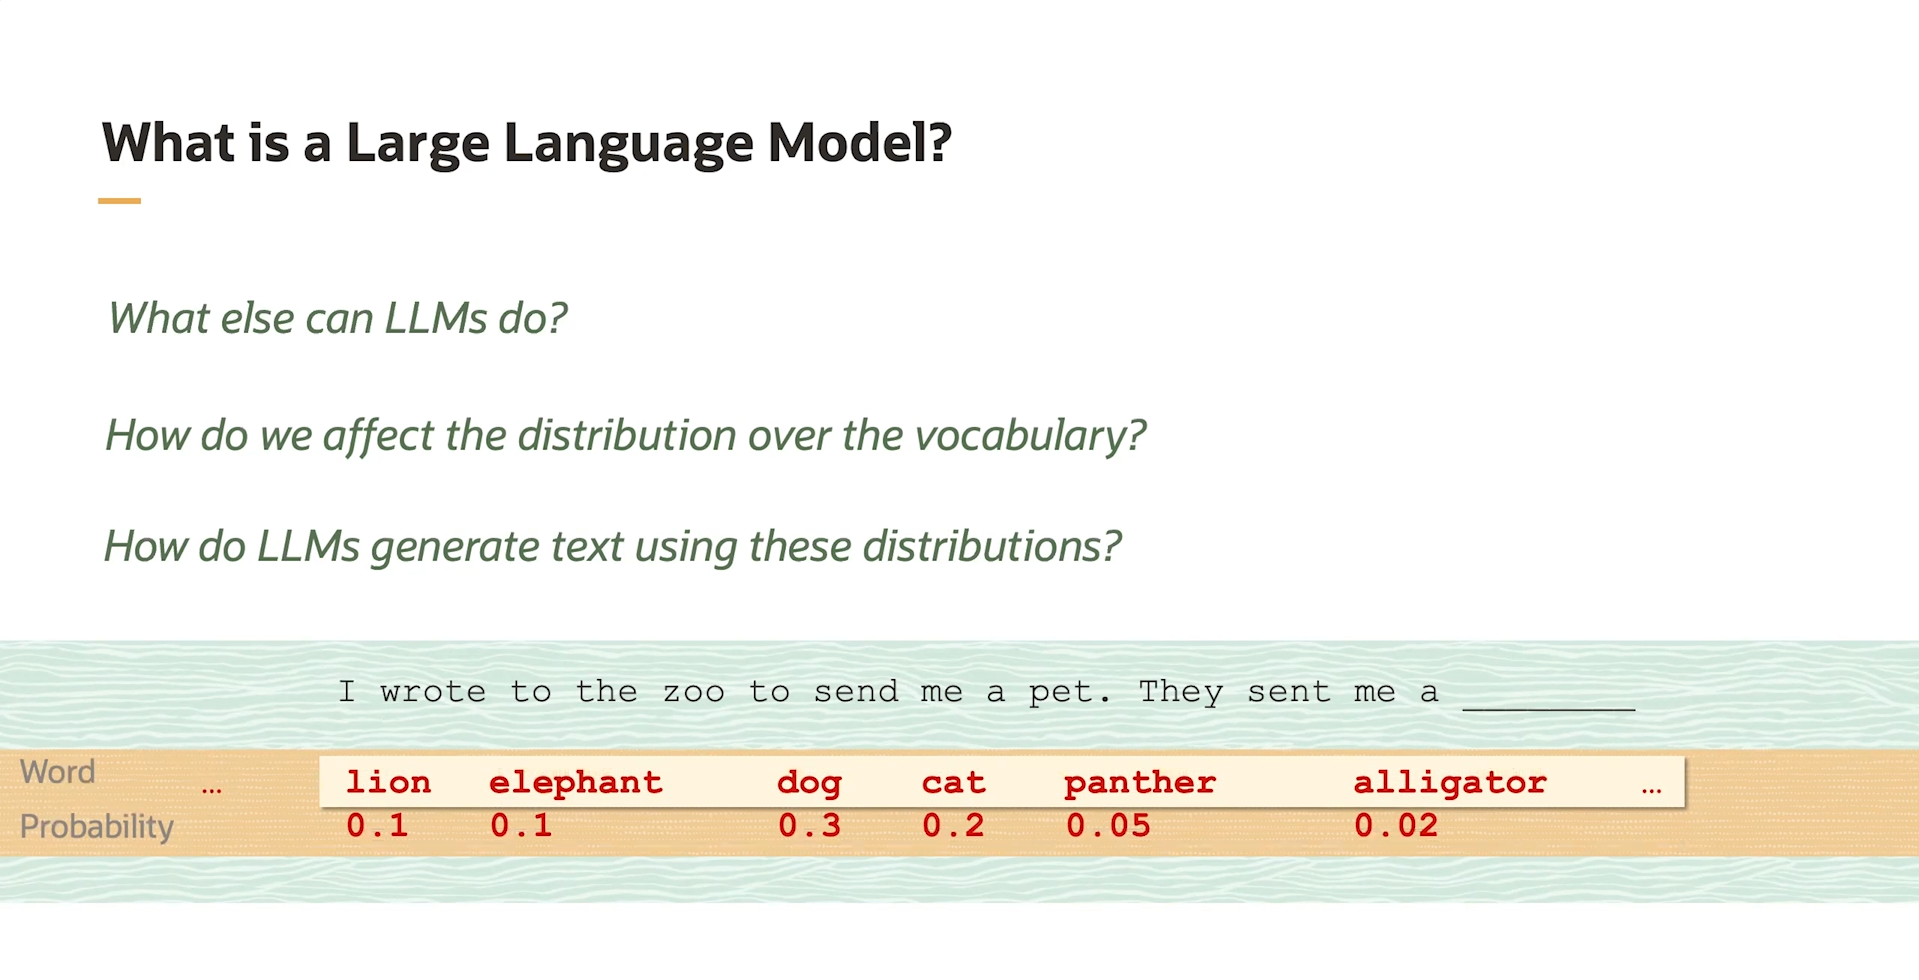 What is a Large Language Model?
What else can LLMs do?
How do we affect the distribution over the vocabulary?
How do LLMs generate text using these distributions?
I wrote to the zoo to send me a pet. They sent me a ________
Word … lion elephant dog cat panther alligator …
Probability 0.1 0.1 0.3 0.2 0.05 0.02